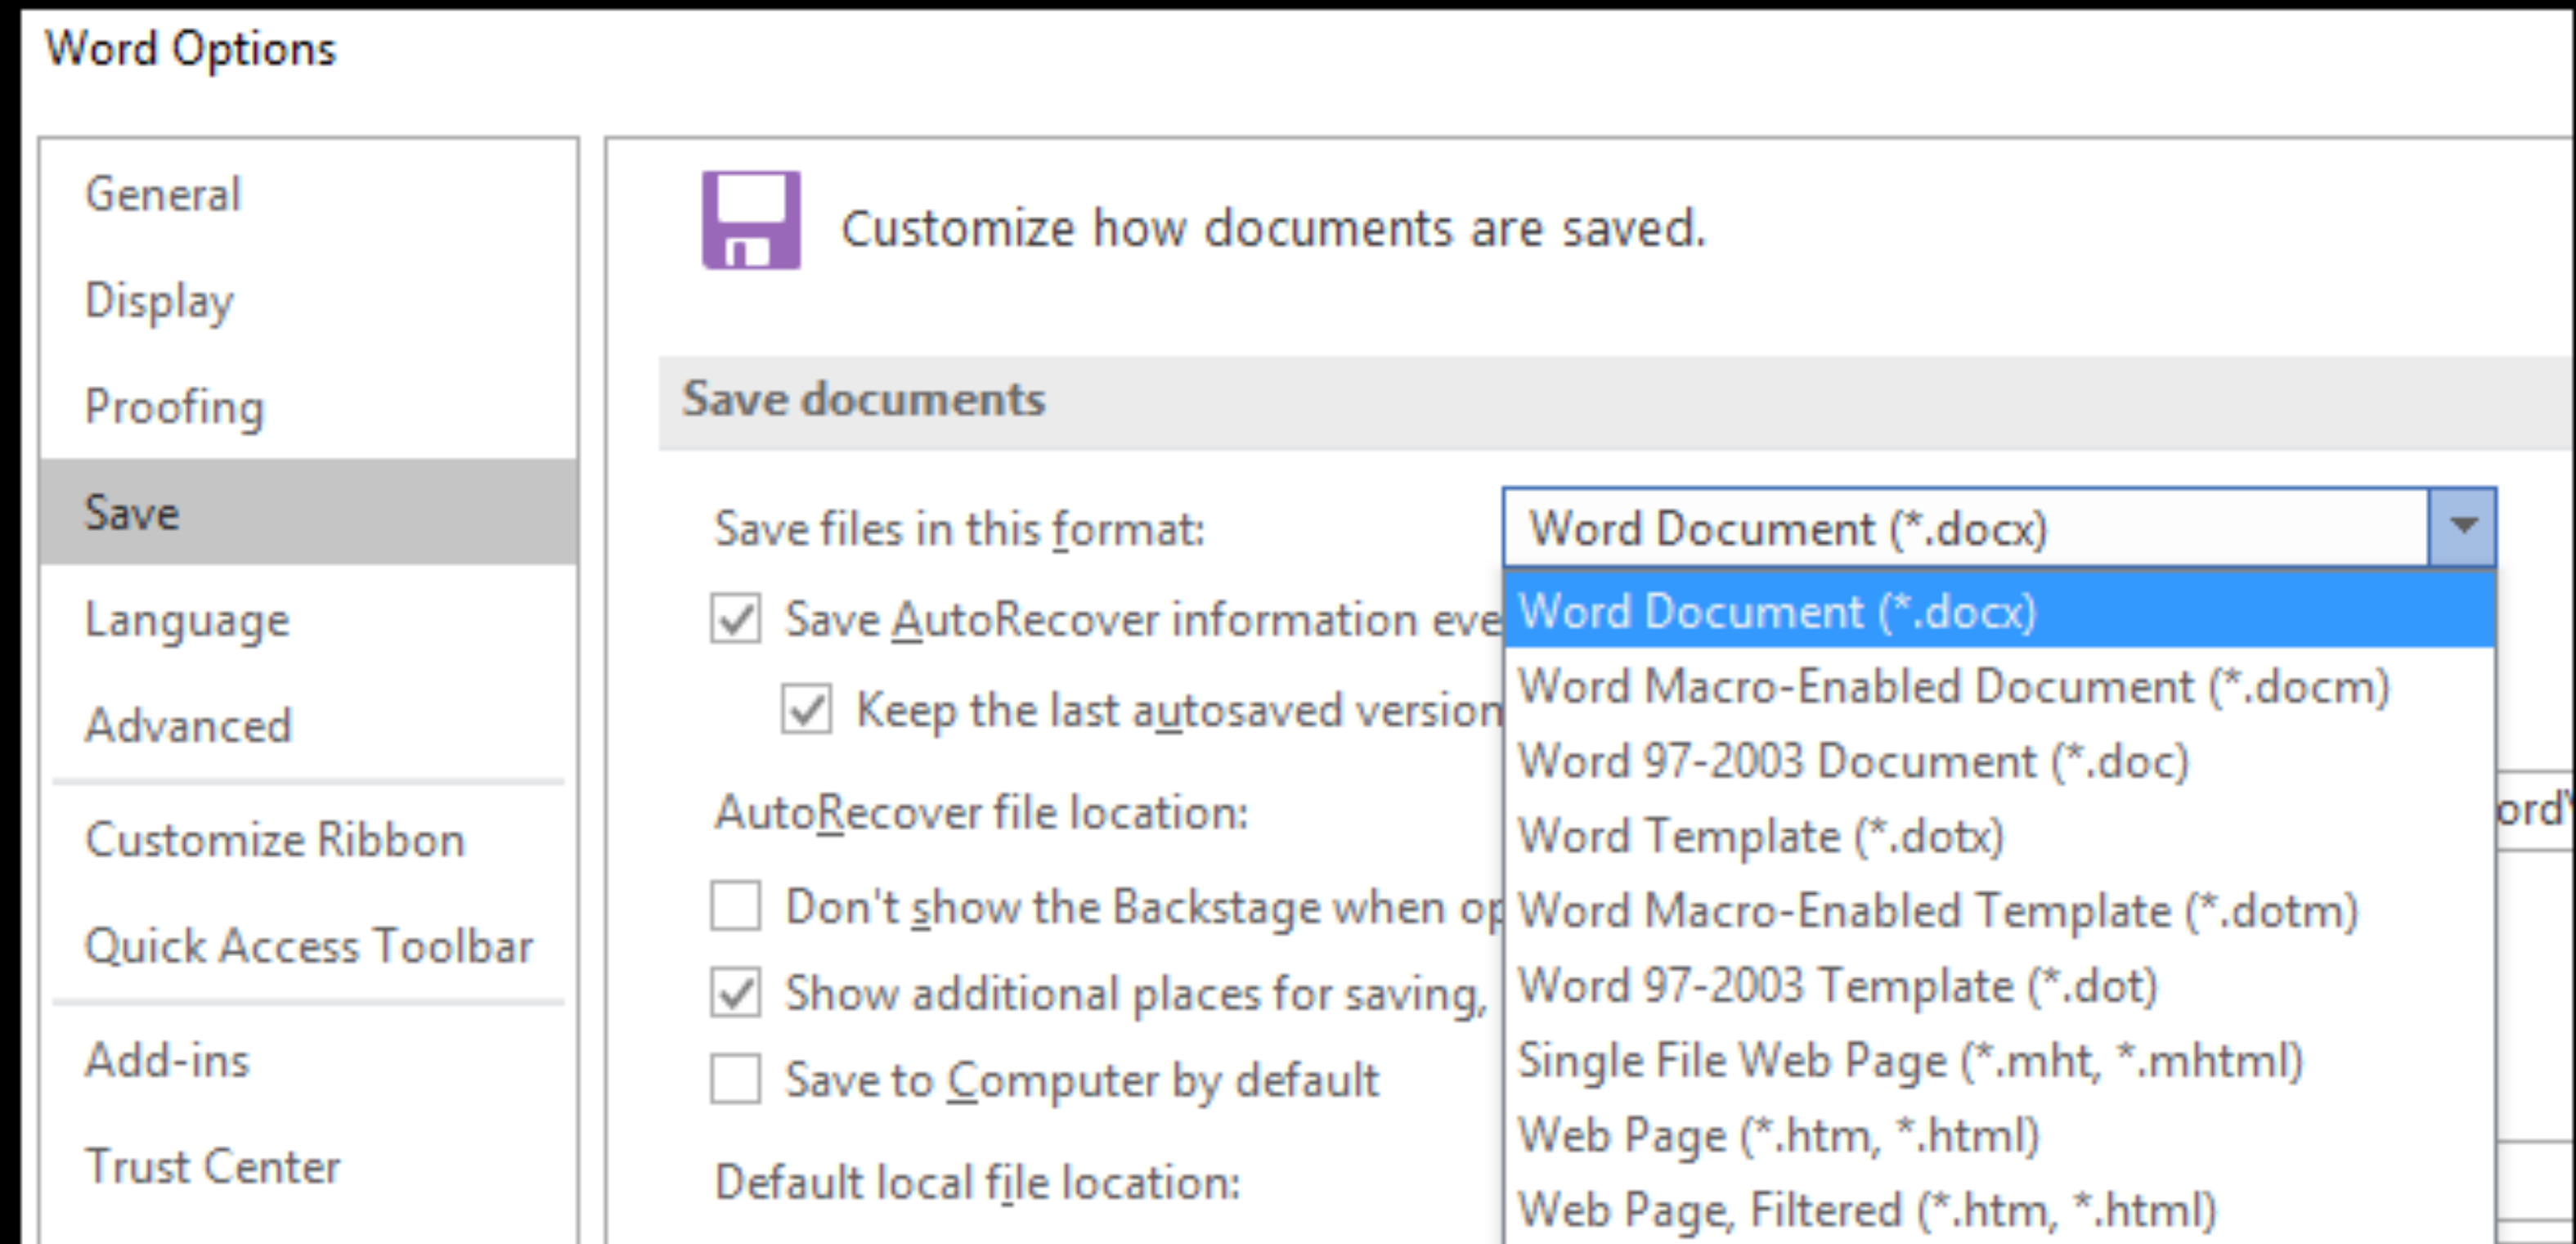 Word Options
General
Display
Proofing
Save
Language
Advanced
Customize Ribbon
Quick Access Toolbar
Add-ins
Trust Center
Customize how documents are saved.
Save documents
Save files in this format:
Word Document (*.docx)
Save AutoRecover information eve
Keep the last autosaved version
AutoRecover file location:
Don't show the Backstage when op
Show additional places for saving,
Save to Computer by default
Default local file location:
Word Document (*.docx)
Word Macro-Enabled Document (*.docm)
Word 97-2003 Document (*.doc)
Word Template (*.dotx)
Word Macro-Enabled Template (*.dotm)
Word 97-2003 Template (*.dot)
Single File Web Page (*.mht, *.mhtml)
Web Page (*.htm, *.html)
Web Page, Filtered (*.htm, *.html)
ord\